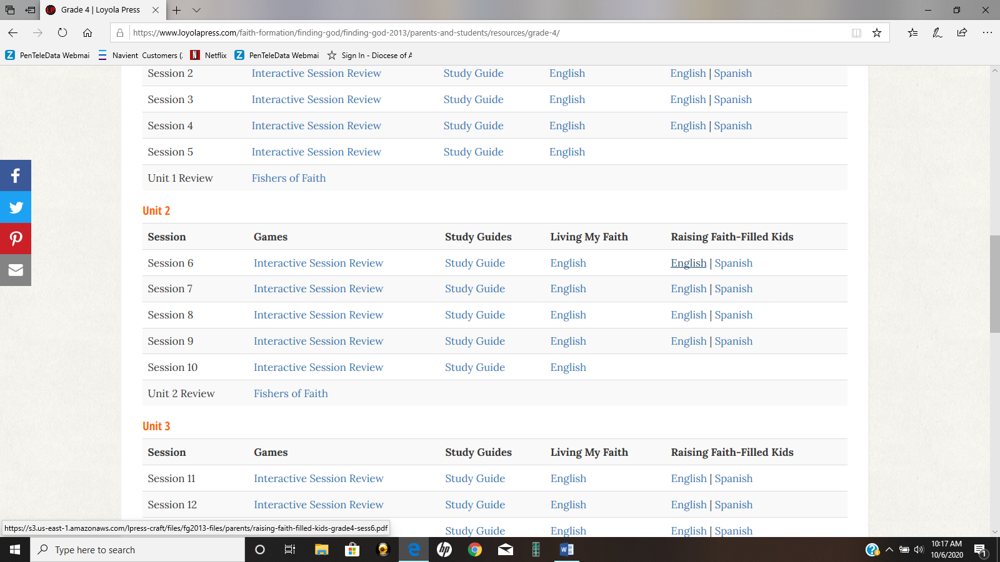 Grade 4 | Loyola Press
https://www.loyolapress.com/faith-formation/finding-god/finding-god-2013/parents-and-students/resources/grade-4/
PenTeleData Webmai Navient Customers (. Netflix PenTeleData Webmai Sign In - Diocese of A
Session 2 Interactive Session Review Study Guide English English | Spanish
Session 3 Interactive Session Review Study Guide English English | Spanish
Session 4 Interactive Session Review Study Guide English English | Spanish
Session 5 Interactive Session Review Study Guide English
Unit 1 Review Fishers of Faith
Unit 2
Session Games Study Guides Living My Faith Raising Faith-Filled Kids
Session 6 Interactive Session Review Study Guide English English | Spanish
Session 7 Interactive Session Review Study Guide English English | Spanish
Session 8 Interactive Session Review Study Guide English English | Spanish
Session 9 Interactive Session Review Study Guide English English | Spanish
Session 10 Interactive Session Review Study Guide English
Unit 2 Review Fishers of Faith
Unit 3
Session Games Study Guides Living My Faith Raising Faith-Filled Kids
Session 11 Interactive Session Review Study Guide English English | Spanish
Session 12 Interactive Session Review Study Guide English English | Spanish
Study Guide English English | Spanish
https://s3.us-east-1.amazonaws.com/lpress-craft/files/fg2013-files/parents/raising-faith-filled-kids-grade4-sess6.pdf
Type here to search
10:17 AM
10/6/2020
1